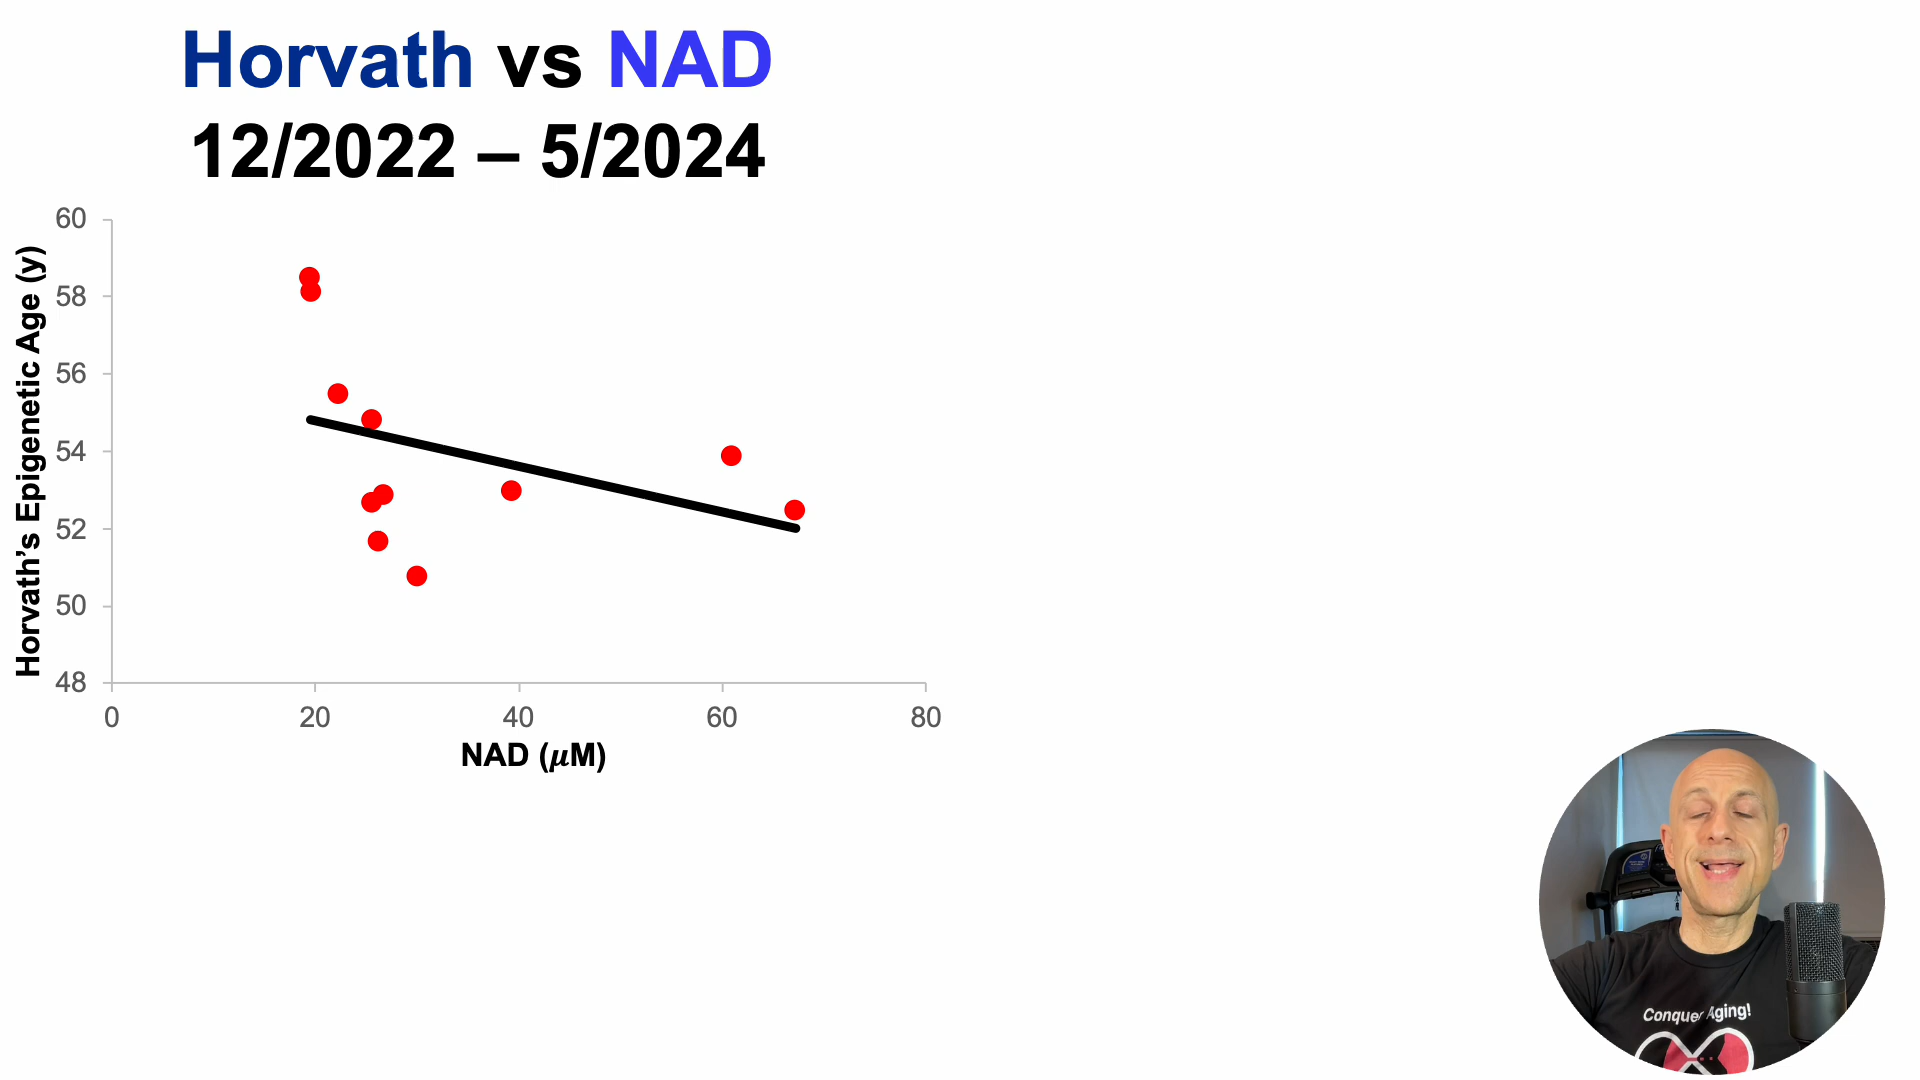 Horvath vs NAD
12/2022 – 5/2024
Horvath's Epigenetic Age (y)
60
58
56
54
52
50
48
0 20 40 60 80
NAD (μM)
Conquer Aging!